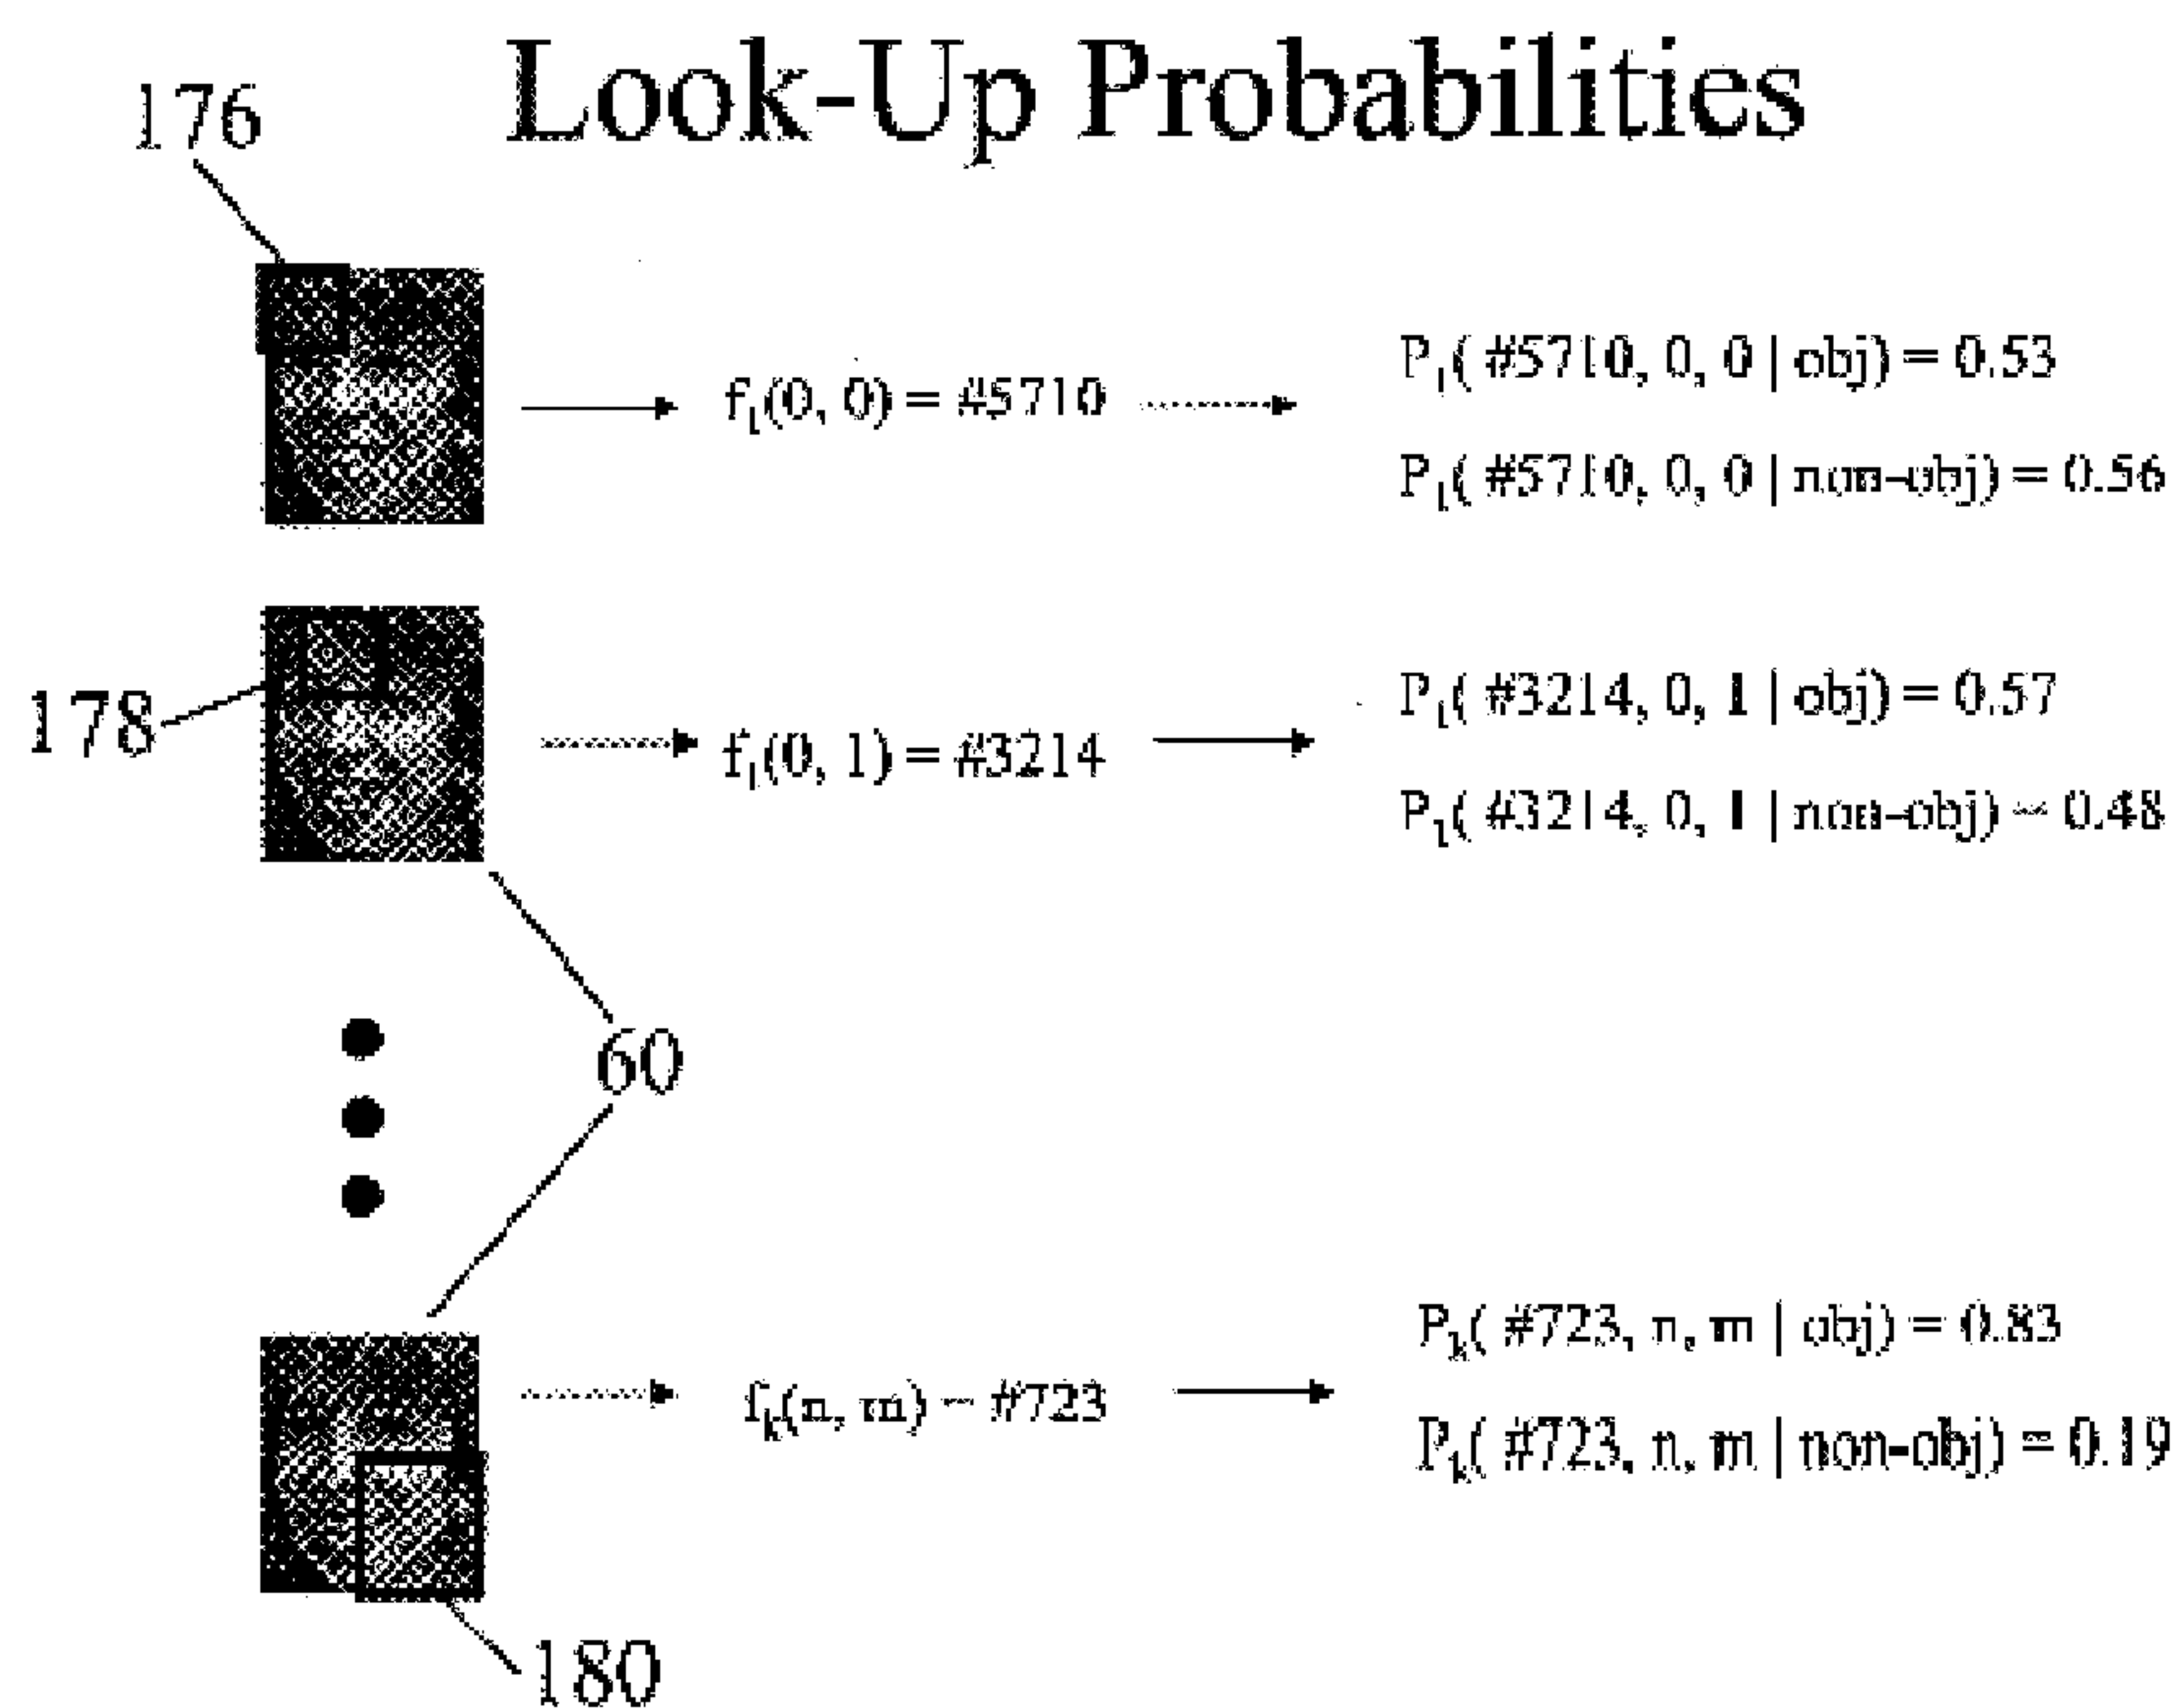 Look-Up Probabilities
176
f₁(0, 0) = #5710
P₁( #5710, 0, 0 | obj) = 0.53
P₁( #5710, 0, 0 | non-obj) = 0.56
178
f₁(0, 1) = #3214
P₁( #3214, 0, 1 | obj) = 0.57
P₁( #3214, 0, 1 | non-obj) = 0.48
60
fₖ(n, m) = #723
Pₖ( #723, n, m | obj) = 0.83
Pₖ( #723, n, m | non-obj) = 0.19
180